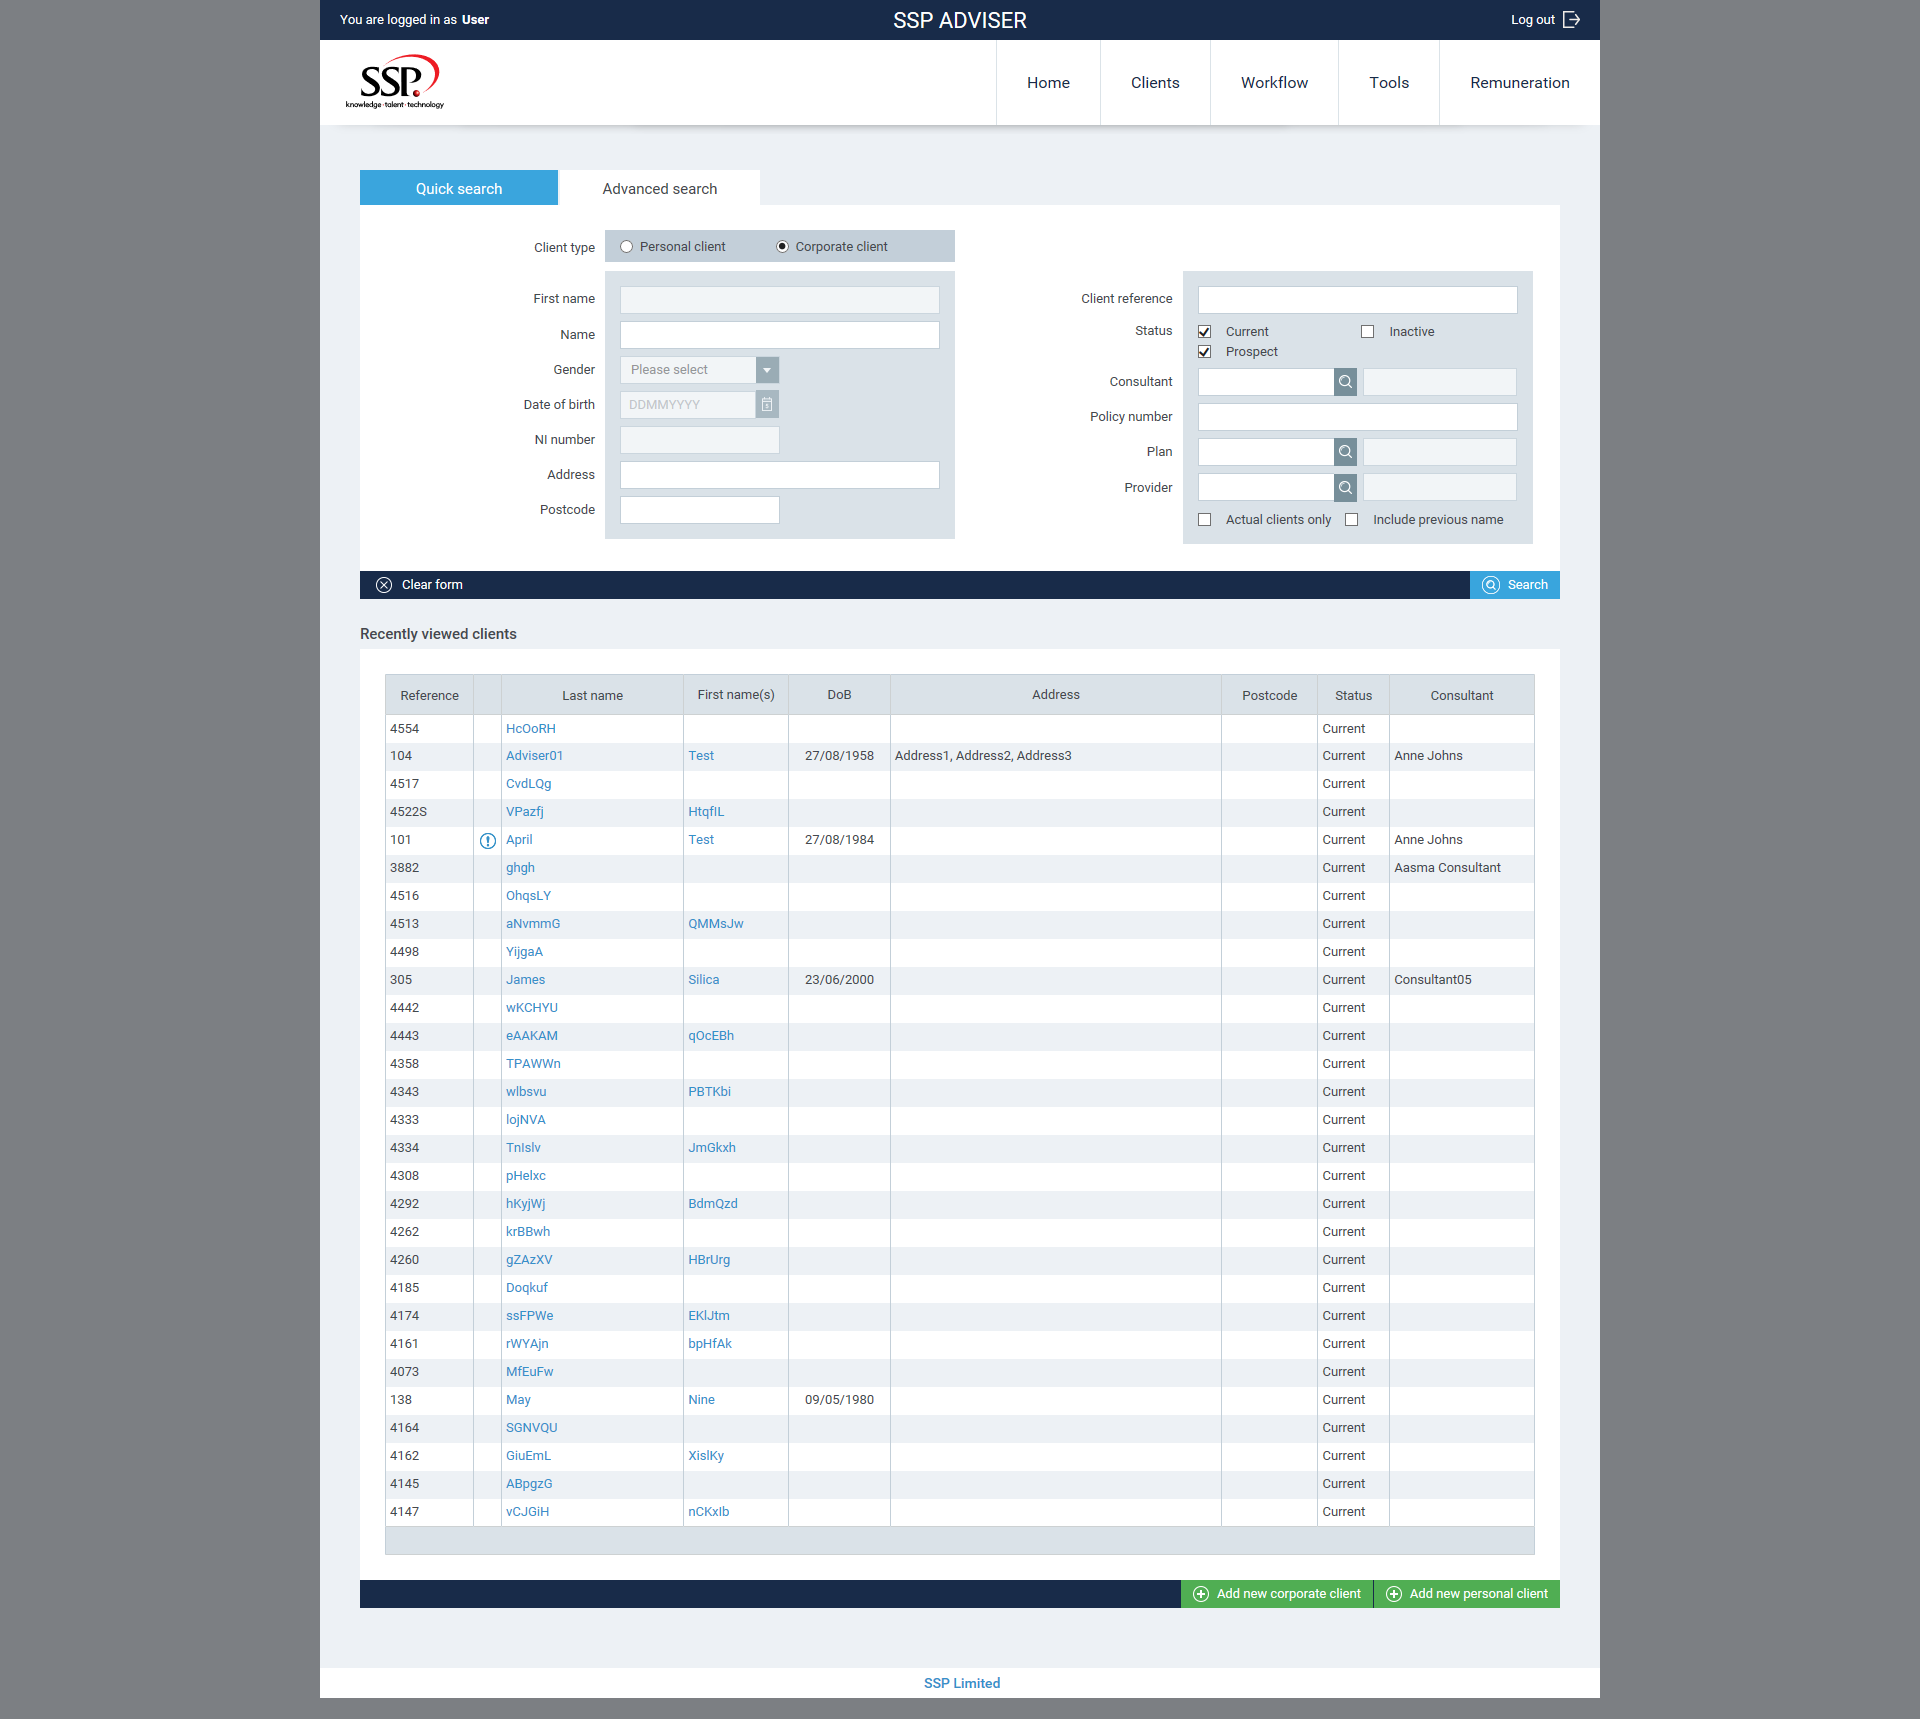 You are logged in as User
SSP ADVISER
Log out
SSP.
knowledge·talent·technology
Home
Clients
Workflow
Tools
Remuneration
Quick search
Advanced search
Client type
Personal client
Corporate client
First name
Name
Gender
Please select
Date of birth
DDMMYYYY
NI number
Address
Postcode
Client reference
Status
Current
Inactive
Prospect
Consultant
Policy number
Plan
Provider
Actual clients only
Include previous name
Clear form
Search
Recently viewed clients
Reference Last name First name(s) DoB Address Postcode Status Consultant
4554 HcOoRH Current
104 Adviser01 Test 27/08/1958 Address1, Address2, Address3 Current Anne Johns
4517 CvdLQg Current
4522S VPazfj HtqfIL Current
101 April Test 27/08/1984 Current Anne Johns
3882 ghgh Current Aasma Consultant
4516 OhqsLY Current
4513 aNvmmG QMMsJw Current
4498 YijgaA Current
305 James Silica 23/06/2000 Current Consultant05
4442 wKCHYU Current
4443 eAAKAM qOcEBh Current
4358 TPAWWn Current
4343 wlbsvu PBTKbi Current
4333 lojNVA Current
4334 TnIslv JmGkxh Current
4308 pHelxc Current
4292 hKyjWj BdmQzd Current
4262 krBBwh Current
4260 gZAzXV HBrUrg Current
4185 Doqkuf Current
4174 ssFPWe EKlJtm Current
4161 rWYAjn bpHfAk Current
4073 MfEuFw Current
138 May Nine 09/05/1980 Current
4164 SGNVQU Current
4162 GiuEmL XislKy Current
4145 ABpgzG Current
4147 vCJGiH nCKxIb Current
Add new corporate client
Add new personal client
SSP Limited